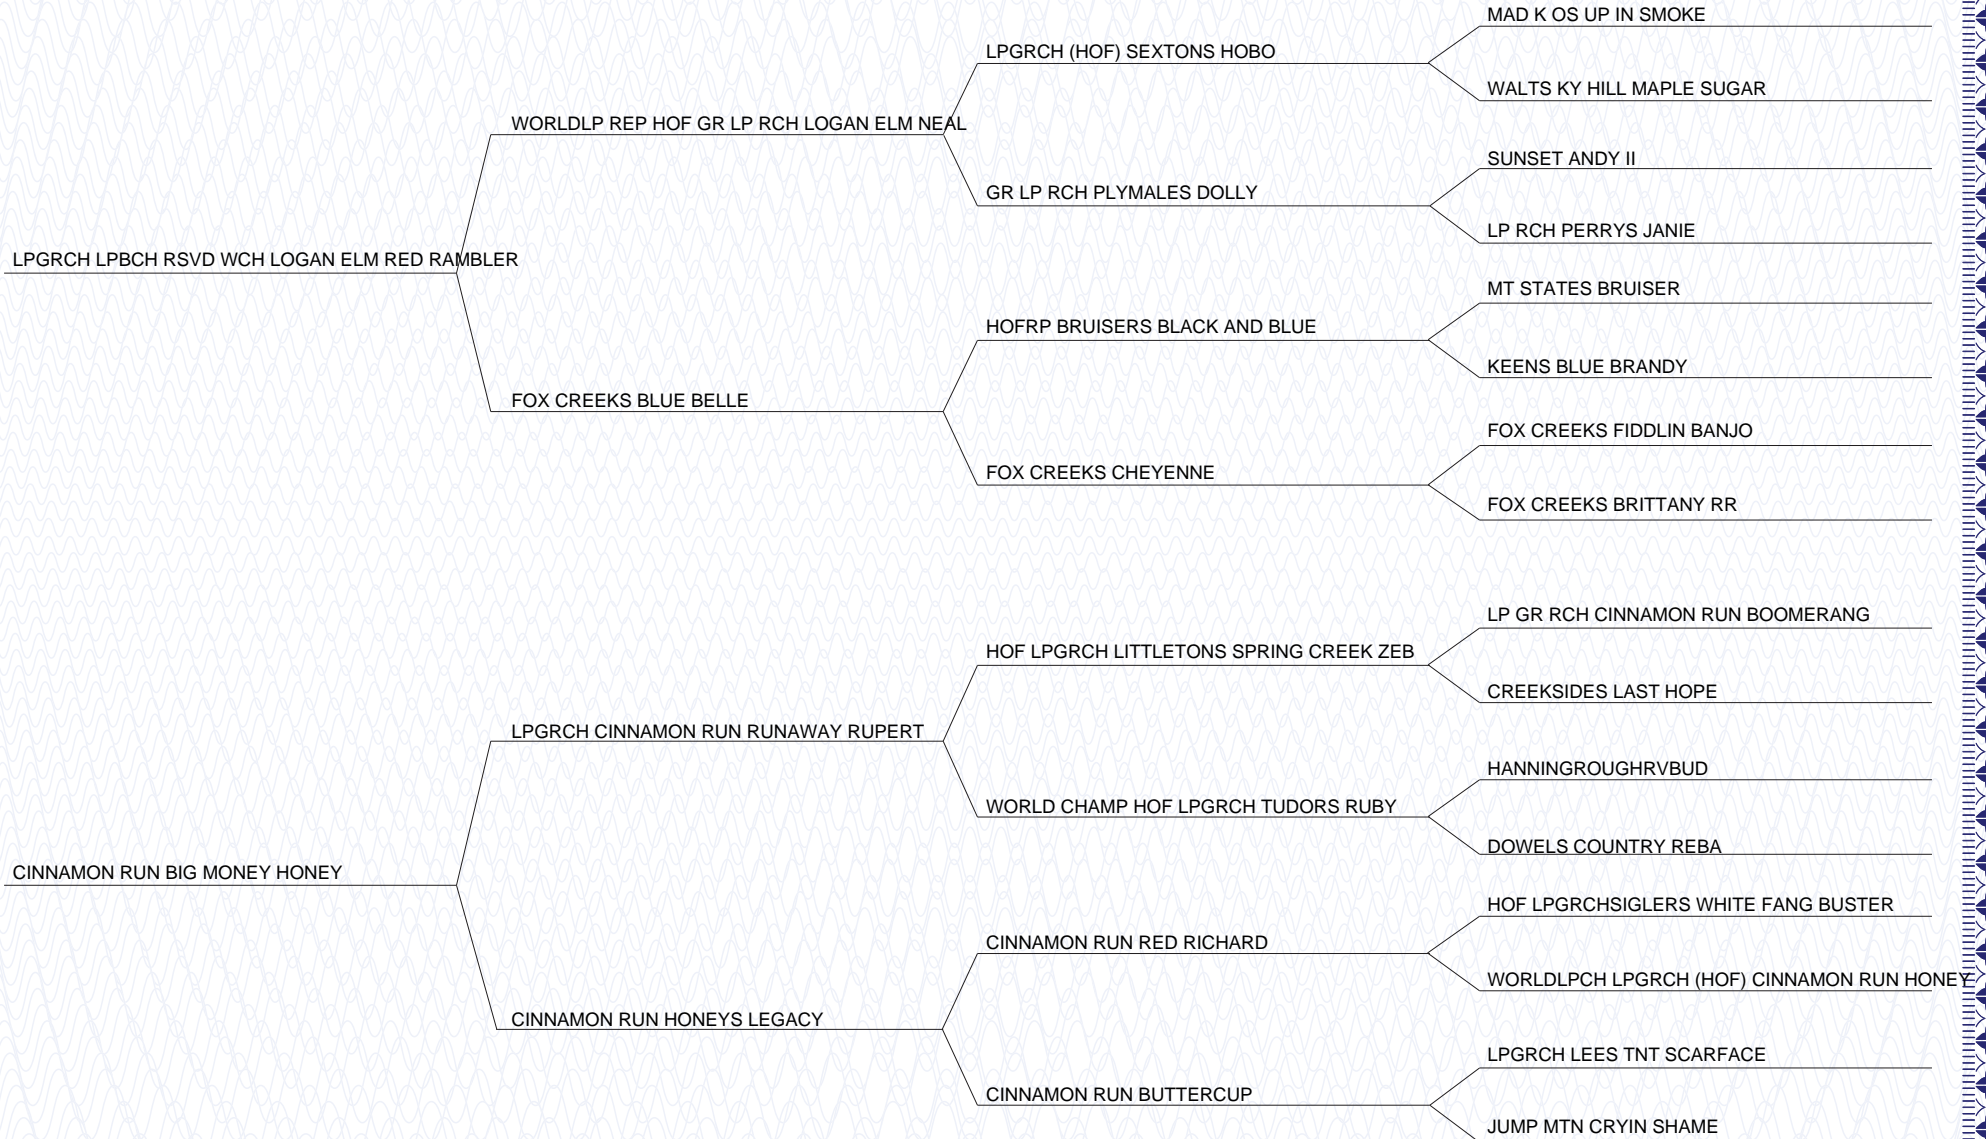 MAD K OS UP IN SMOKE
LPGRCH (HOF) SEXTONS HOBO
WALTS KY HILL MAPLE SUGAR
WORLDLP REP HOF GR LP RCH LOGAN ELM NEAL
SUNSET ANDY II
GR LP RCH PLYMALES DOLLY
LP RCH PERRYS JANIE
LPGRCH LPBCH RSVD WCH LOGAN ELM RED RAMBLER
MT STATES BRUISER
HOFRP BRUISERS BLACK AND BLUE
KEENS BLUE BRANDY
FOX CREEKS BLUE BELLE
FOX CREEKS FIDDLIN BANJO
FOX CREEKS CHEYENNE
FOX CREEKS BRITTANY RR
LP GR RCH CINNAMON RUN BOOMERANG
HOF LPGRCH LITTLETONS SPRING CREEK ZEB
CREEKSIDES LAST HOPE
LPGRCH CINNAMON RUN RUNAWAY RUPERT
HANNINGROUGHRVBUD
WORLD CHAMP HOF LPGRCH TUDORS RUBY
DOWELS COUNTRY REBA
CINNAMON RUN BIG MONEY HONEY
HOF LPGRCHSIGLERS WHITE FANG BUSTER
CINNAMON RUN RED RICHARD
WORLDLPCH LPGRCH (HOF) CINNAMON RUN HONEY
CINNAMON RUN HONEYS LEGACY
LPGRCH LEES TNT SCARFACE
CINNAMON RUN BUTTERCUP
JUMP MTN CRYIN SHAME